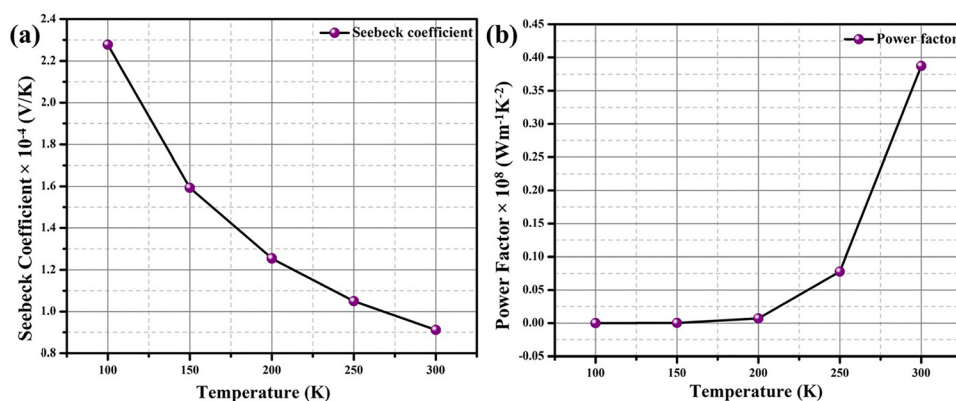 (a)
Seebeck coefficient
2.4
2.2
2.0
1.8
1.6
1.4
1.2
1.0
0.8
Seebeck Coefficient × 10⁻⁴ (V/K)
100 150 200 250 300
Temperature (K)
(b)
Power factor
0.45
0.40
0.35
0.30
0.25
0.20
0.15
0.10
0.05
0.00
-0.05
Power Factor × 10⁸ (Wm⁻¹K⁻²)
100 150 200 250 300
Temperature (K)